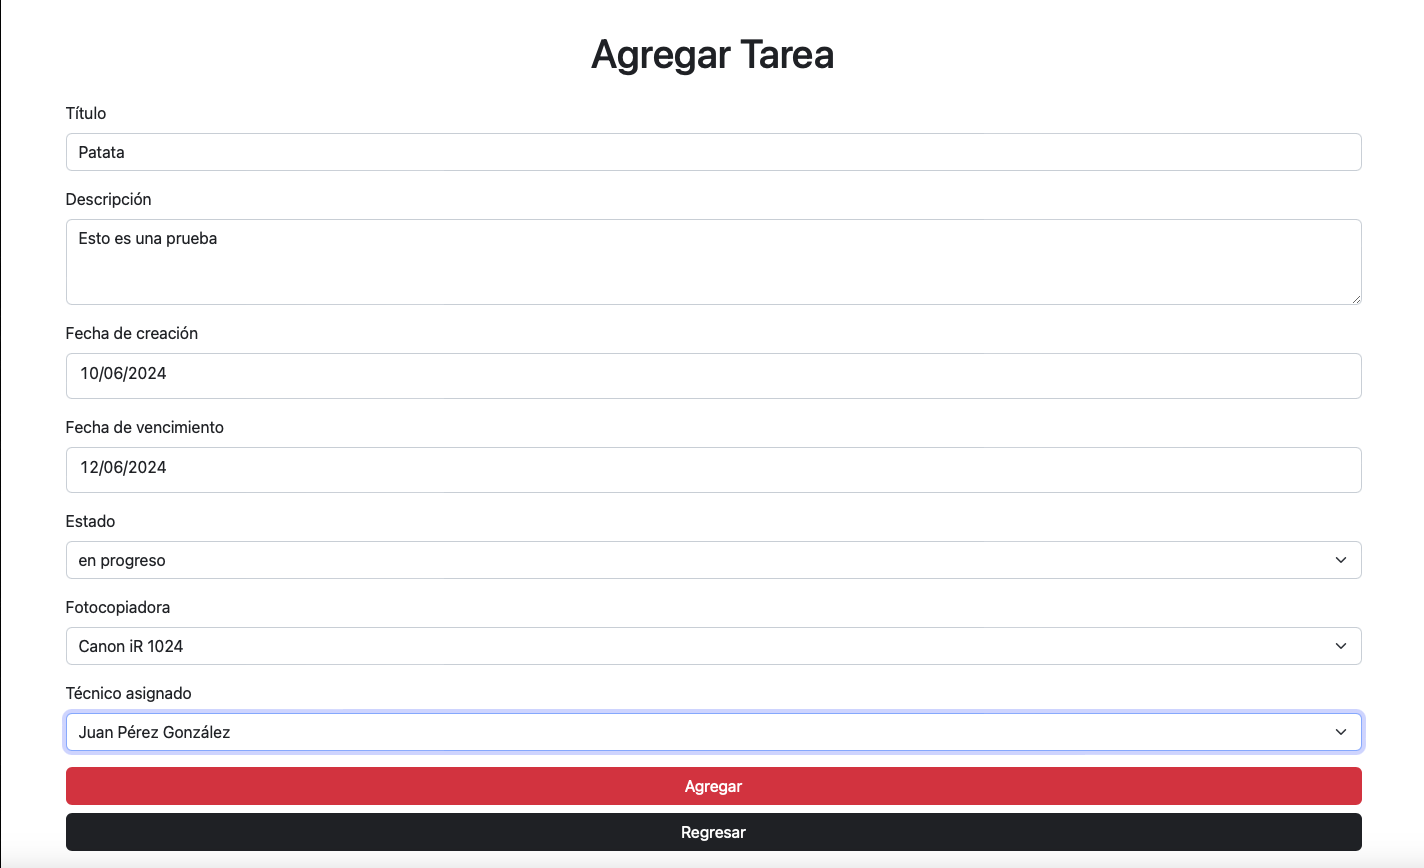 Agregar Tarea
Título
Patata
Descripción
Esto es una prueba
Fecha de creación
10/06/2024
Fecha de vencimiento
12/06/2024
Estado
en progreso
Fotocopiadora
Canon iR 1024
Técnico asignado
Juan Pérez González
Agregar
Regresar